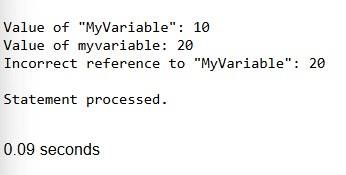 Value of "MyVariable": 10
Value of myvariable: 20
Incorrect reference to "MyVariable": 20
Statement processed.
0.09 seconds